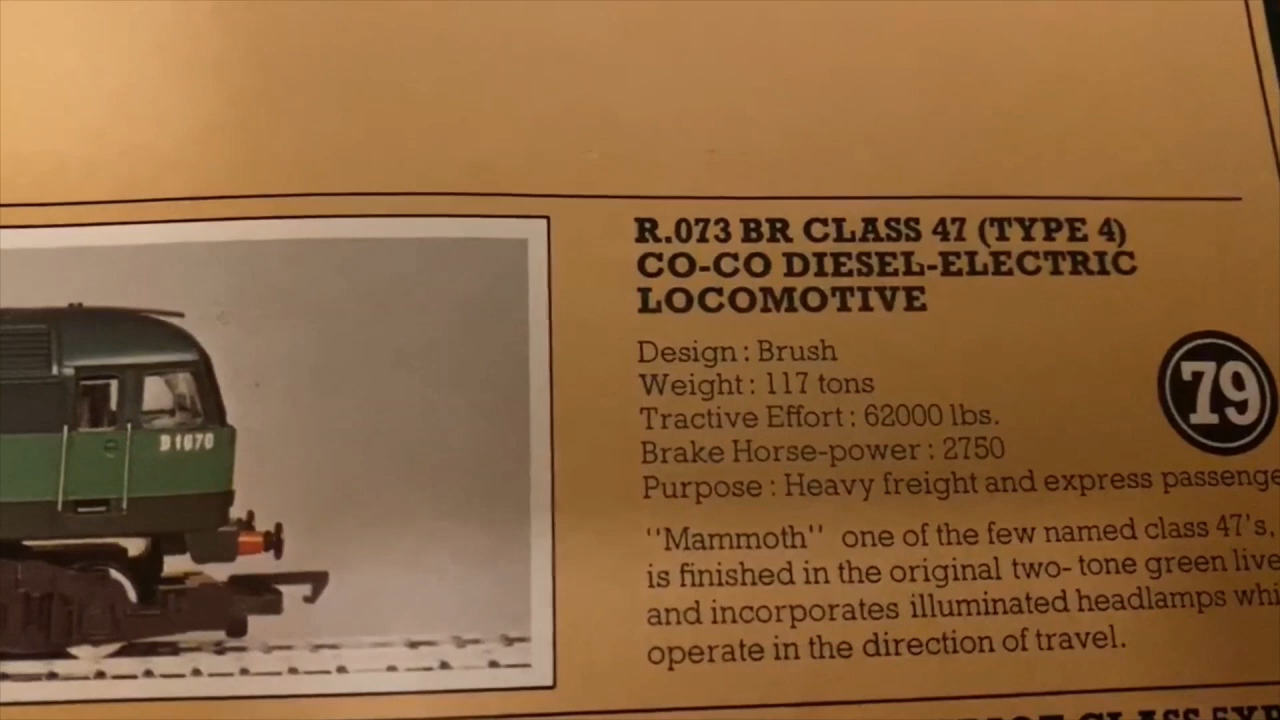 R.073 BR CLASS 47 (TYPE 4)
CO-CO DIESEL-ELECTRIC
LOCOMOTIVE
Design : Brush
Weight : 117 tons
Tractive Effort : 62000 lbs.
Brake Horse-power : 2750
Purpose : Heavy freight and express passenge
79
D1670
"Mammoth" one of the few named class 47's,
is finished in the original two-tone green live
and incorporates illuminated headlamps whi
operate in the direction of travel.
CLASS EXP